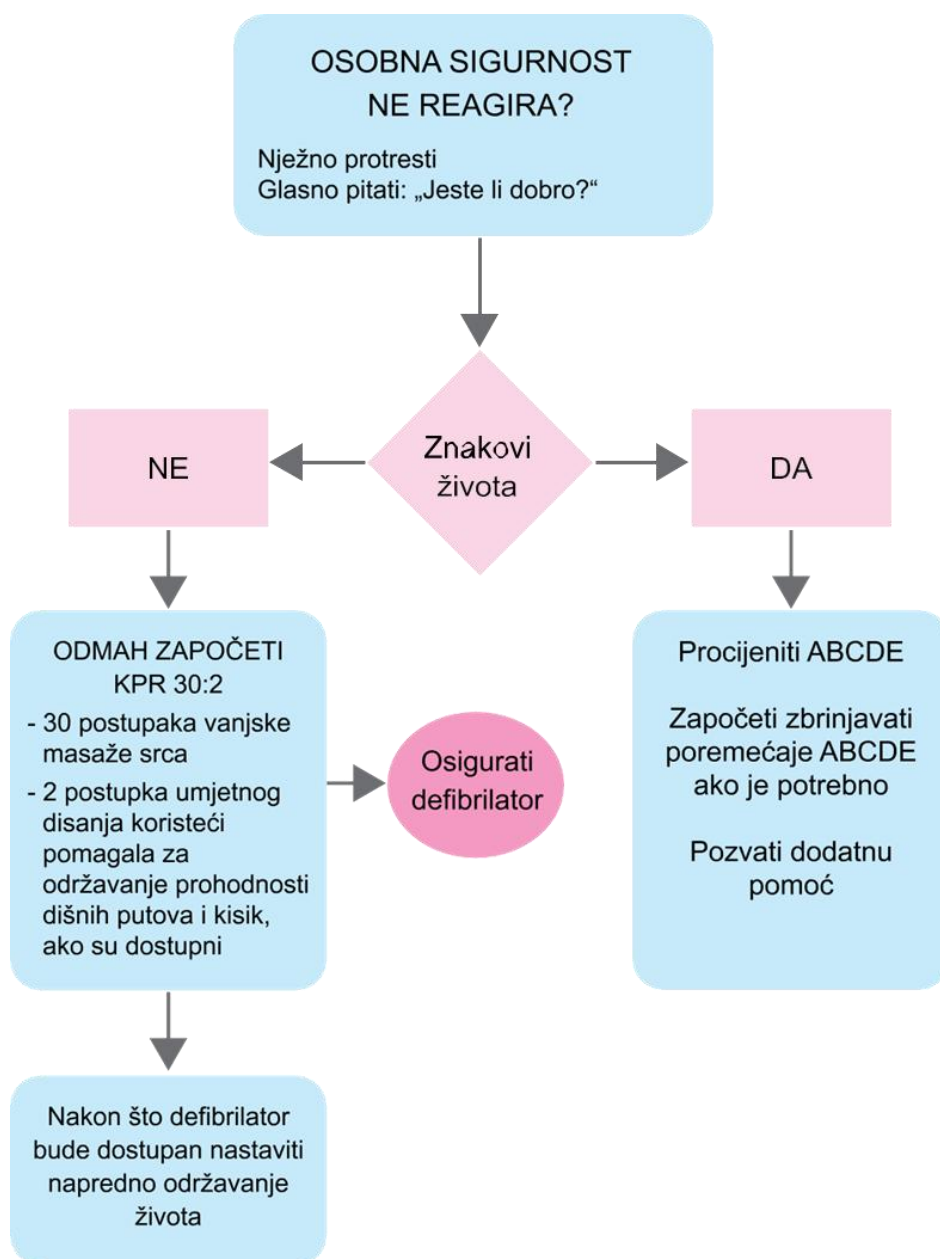 OSOBNA SIGURNOST
NE REAGIRA?
Nježno protresti
Glasno pitati: „Jeste li dobro?“
Znakovi
života
NE
DA
ODMAH ZAPOČETI
KPR 30:2
- 30 postupaka vanjske
masaže srca
- 2 postupka umjetnog
disanja koristeći
pomagala za
održavanje prohodnosti
dišnih putova i kisik,
ako su dostupni
Osigurati
defibrilator
Procijeniti ABCDE
Započeti zbrinjavati
poremećaje ABCDE
ako je potrebno
Pozvati dodatnu
pomoć
Nakon što defibrilator
bude dostupan nastaviti
napredno održavanje
života